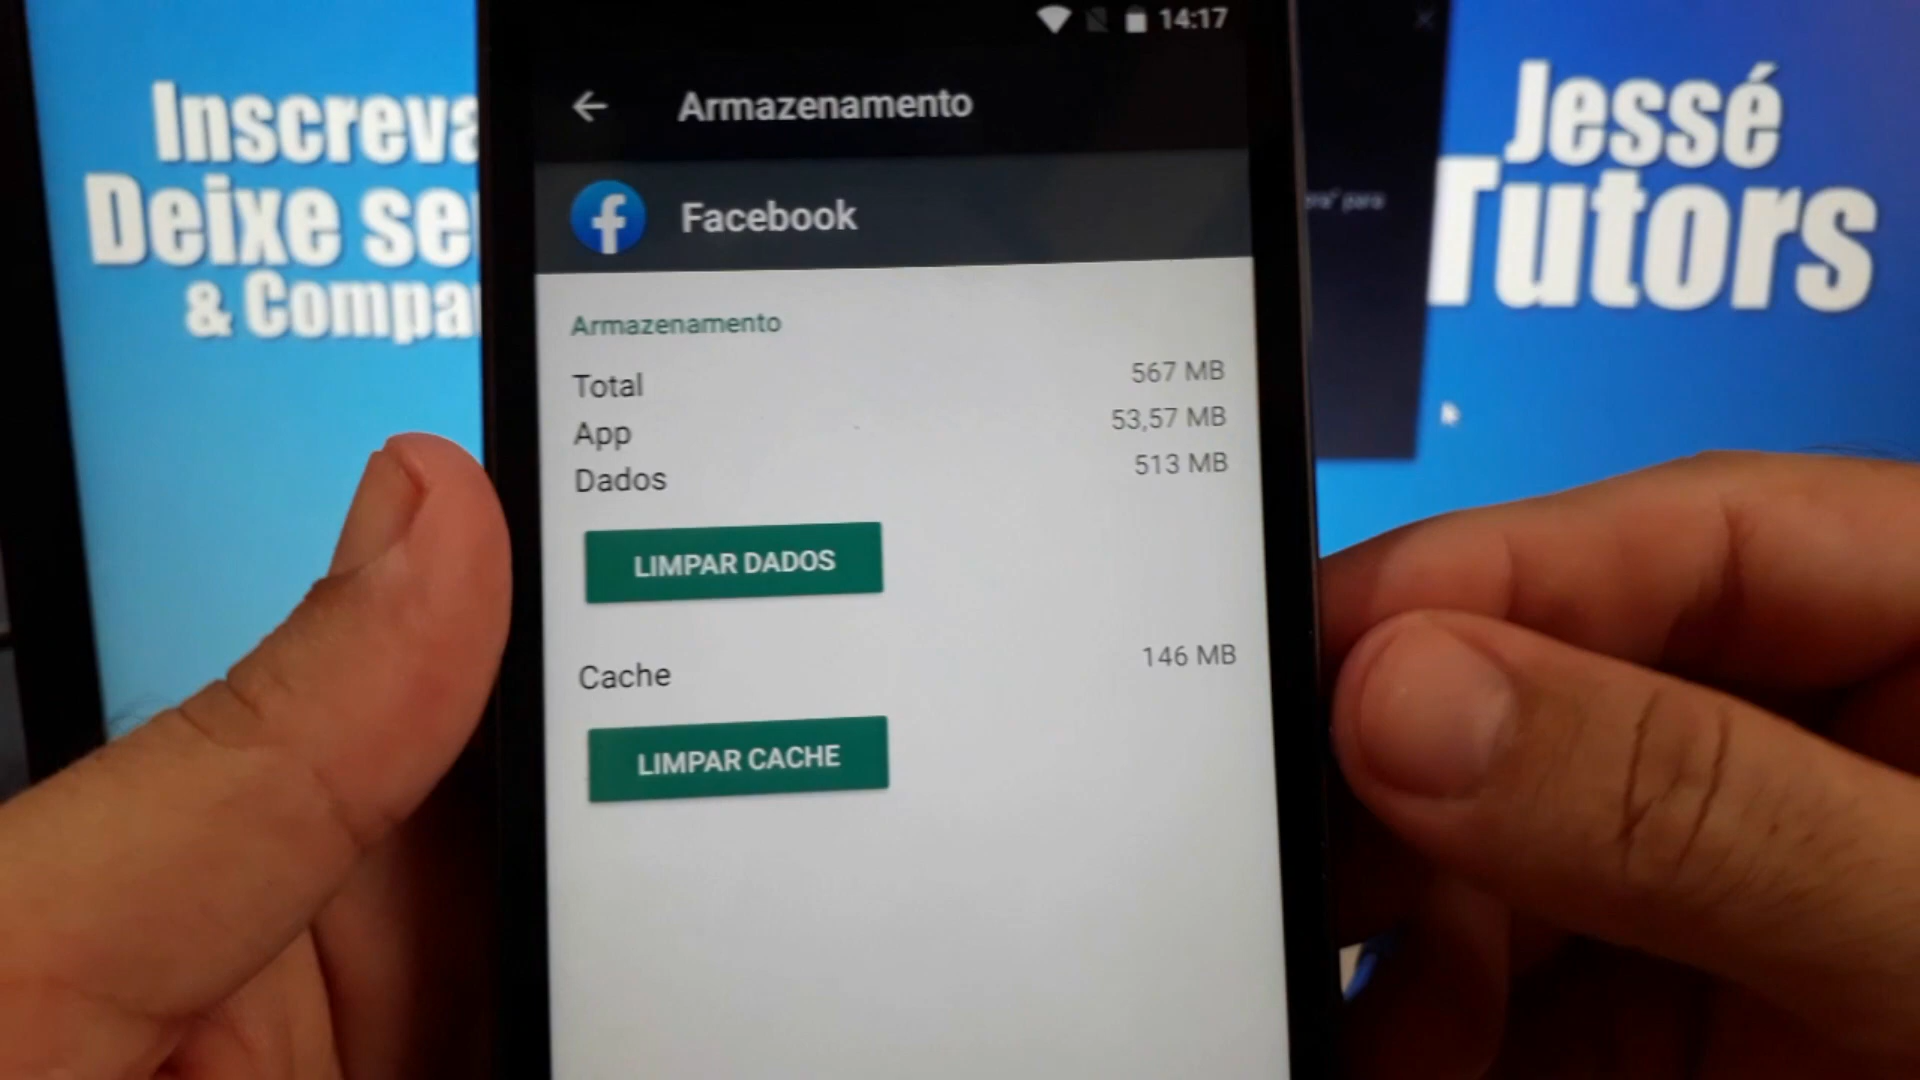 14:17
Armazenamento
Facebook
Armazenamento
Total 567 MB
App 53,57 MB
Dados 513 MB
LIMPAR DADOS
Cache 146 MB
LIMPAR CACHE
Inscreva
Deixe se
& Compa
Jessé
Tutors
para